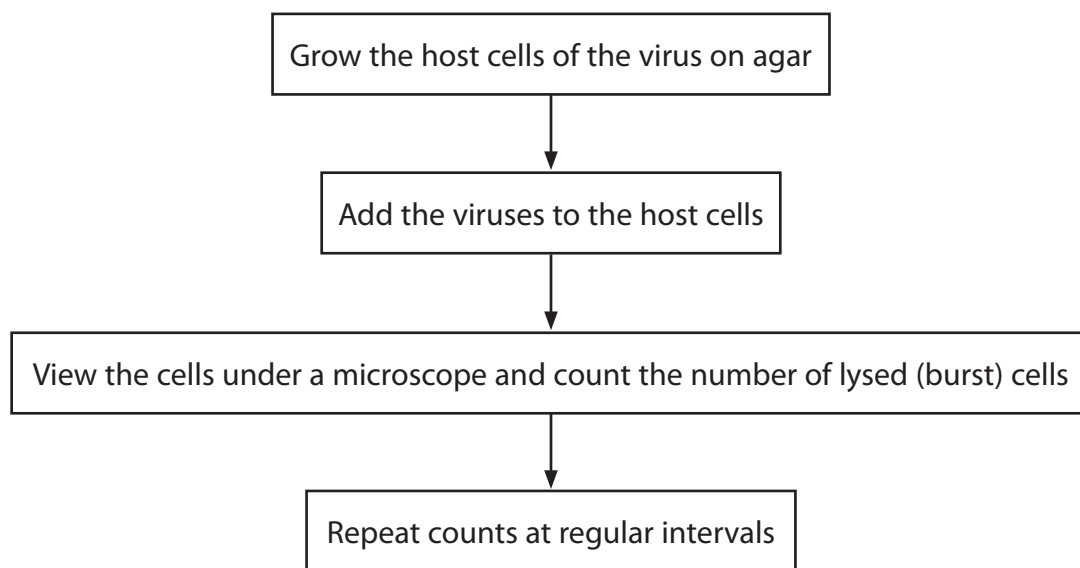 Grow the host cells of the virus on agar
Add the viruses to the host cells
View the cells under a microscope and count the number of lysed (burst) cells
Repeat counts at regular intervals